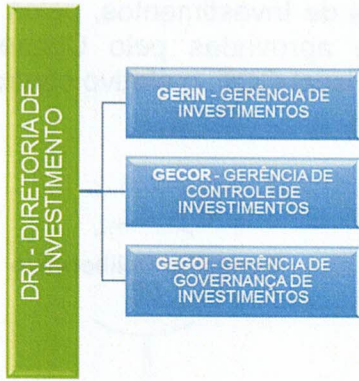 DRI - DIRETORIA DE
INVESTIMENTO
GERIN - GERÊNCIA DE
INVESTIMENTOS
GECOR - GERÊNCIA DE
CONTROLE DE
INVESTIMENTOS
GEGOI - GERÊNCIA DE
GOVERNANÇA DE
INVESTIMENTOS